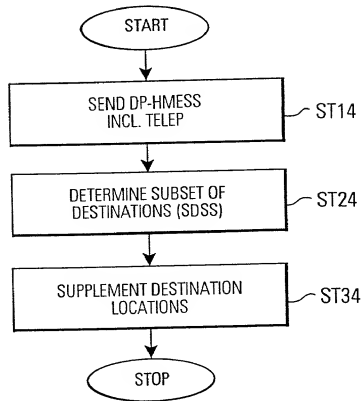 START
SEND DP-HMESS
INCL. TELEP
ST14
DETERMINE SUBSET OF
DESTINATIONS (SDSS)
ST24
SUPPLEMENT DESTINATION
LOCATIONS
ST34
STOP